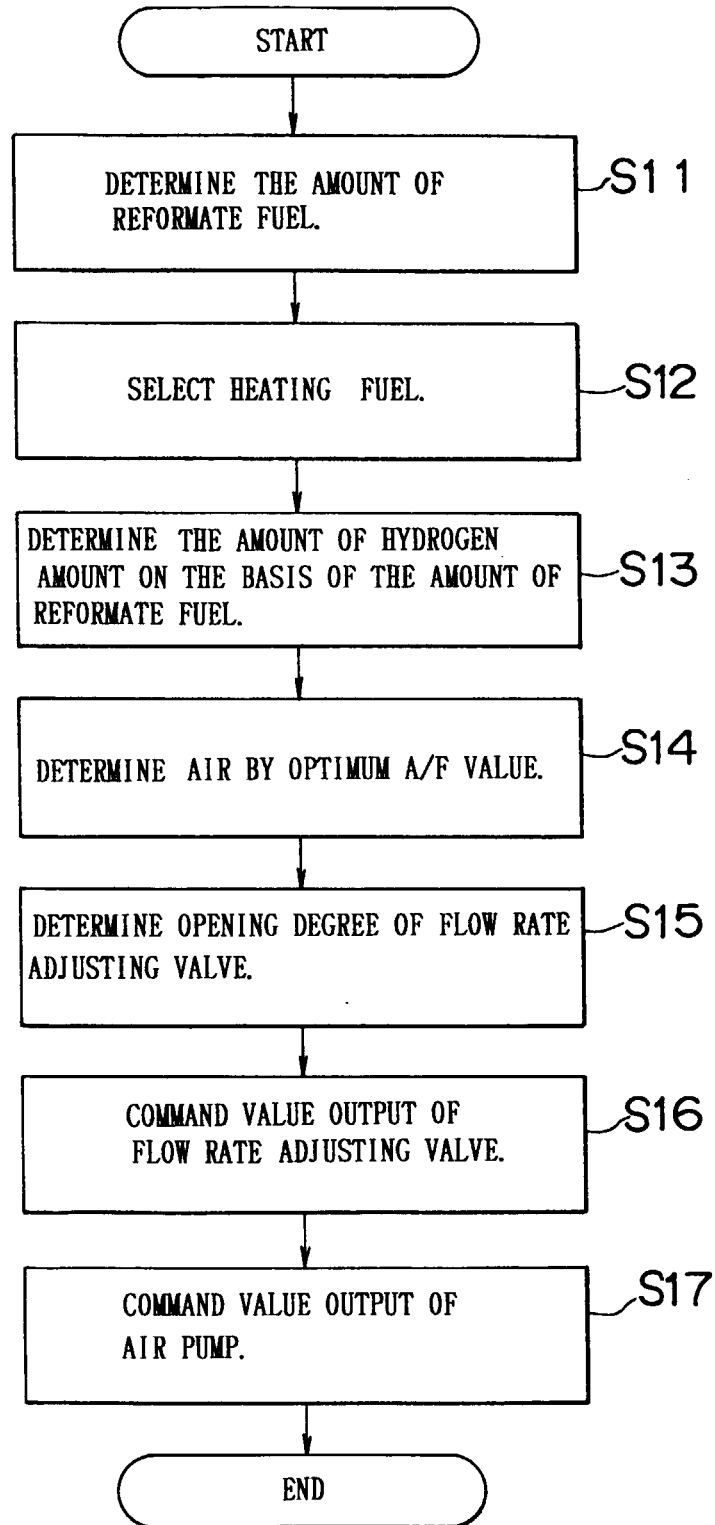 START
DETERMINE THE AMOUNT OF
REFORMATE FUEL.
S11
SELECT HEATING FUEL.
S12
DETERMINE THE AMOUNT OF HYDROGEN
AMOUNT ON THE BASIS OF THE AMOUNT OF
REFORMATE FUEL.
S13
DETERMINE AIR BY OPTIMUM A/F VALUE.
S14
DETERMINE OPENING DEGREE OF FLOW RATE
ADJUSTING VALVE.
S15
COMMAND VALUE OUTPUT OF
FLOW RATE ADJUSTING VALVE.
S16
COMMAND VALUE OUTPUT OF
AIR PUMP.
S17
END